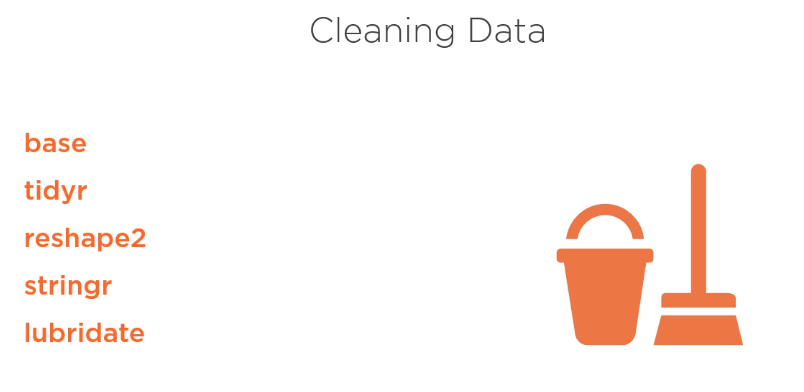 Cleaning Data
base
tidyr
reshape2
stringr
lubridate